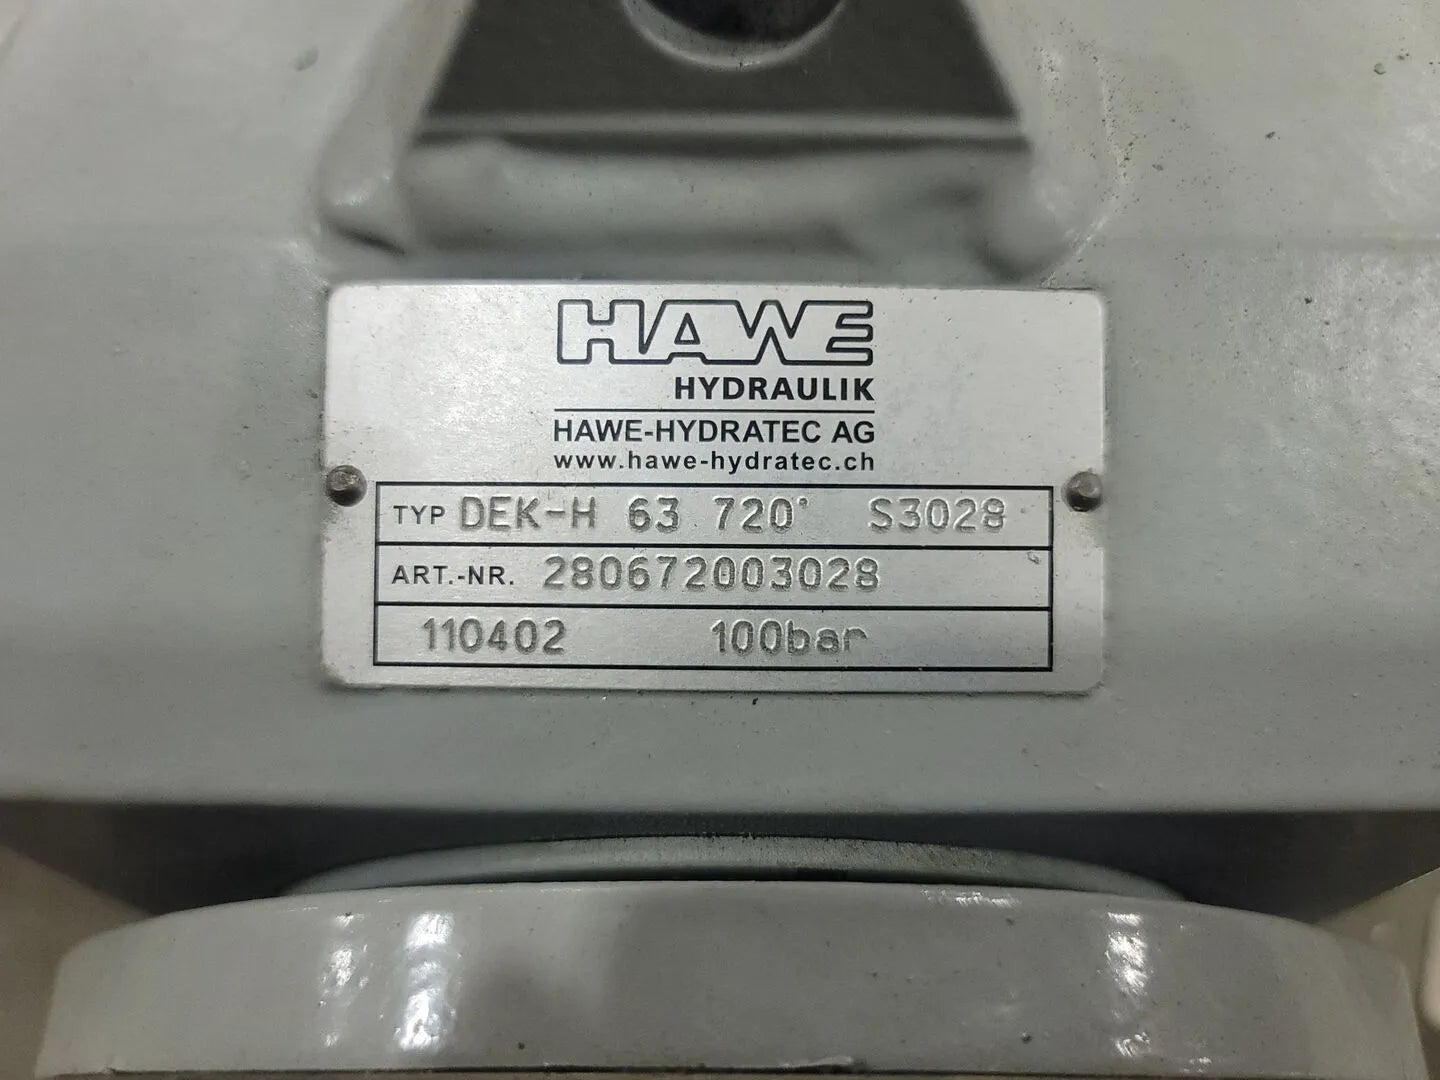 HAWE
HYDRAULIK
HAWE-HYDRATEC AG
www.hawe-hydratec.ch
TYP DEK-H 63 720° S3028
ART.-NR. 280672003028
110402 100bar